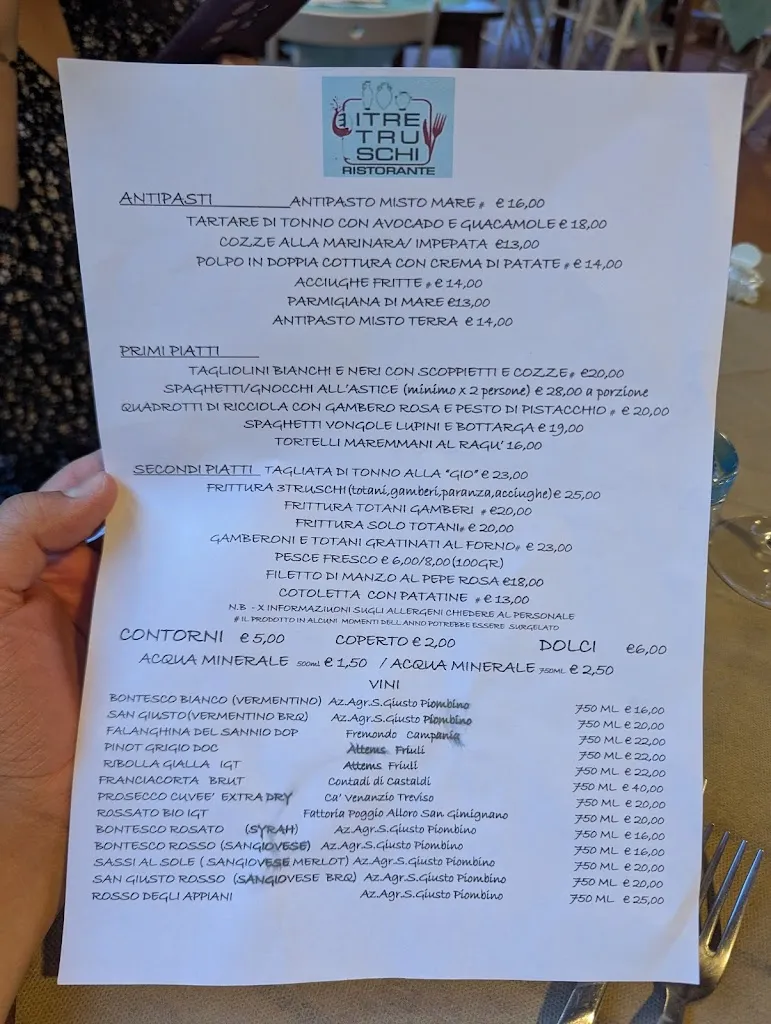 ITRE
TRU
SCHI
RISTORANTE
ANTIPASTI ANTIPASTO MISTO MARE # € 16,00
TARTARE DI TONNO CON AVOCADO E GUACAMOLE € 18,00
COZZE ALLA MARINARA/ IMPEPATA €13,00
POLPO IN DOPPIA COTTURA CON CREMA DI PATATE # € 14,00
ACCIUGHE FRITTE # € 14,00
PARMIGIANA DI MARE €13,00
ANTIPASTO MISTO TERRA € 14,00
PRIMI PIATTI
TAGLIOLINI BIANCHI E NERI CON SCOPPIETTI E COZZE # €20,00
SPAGHETTI/GNOCCHI ALL'ASTICE (minimo x 2 persone) € 28,00 a porzione
QUADROTTI DI RICCIOLA CON GAMBERO ROSA E PESTO DI PISTACCHIO # € 20,00
SPAGHETTI VONGOLE LUPINI E BOTTARGA € 19,00
TORTELLI MAREMMANI AL RAGU' 16,00
SECONDI PIATTI TAGLIATA DI TONNO ALLA "GIO" € 23,00
FRITTURA 3TRUSCHI (totani,gamberi,paranza,acciughe) € 25,00
FRITTURA TOTANI GAMBERI # €20,00
FRITTURA SOLO TOTANI # € 20,00
GAMBERONI E TOTANI GRATINATI AL FORNO # € 23,00
PESCE FRESCO € 6,00/8,00 (100GR)
FILETTO DI MANZO AL PEPE ROSA €18,00
COTOLETTA CON PATATINE # € 13,00
N.B - X INFORMAZIUONI SUGLI ALLERGENI CHIEDERE AL PERSONALE
# IL PRODOTTO IN ALCUNI MOMENTI DELL ANNO POTREBBE ESSERE SURGELATO
CONTORNI € 5,00 COPERTO € 2,00 DOLCI €6,00
ACQUA MINERALE 500ml € 1,50 / ACQUA MINERALE 750ML € 2,50
VINI
BONTESCO BIANCO (VERMENTINO) Az.Agr.S.Giusto Piombino 750 ML € 16,00
SAN GIUSTO (VERMENTINO BRQ) Az.Agr.S.Giusto Piombino 750 ML € 20,00
FALANGHINA DEL SANNIO DOP Fremondo Campania 750 ML € 22,00
PINOT GRIGIO DOC Attems Friuli 750 ML € 22,00
RIBOLLA GIALLA IGT Attems Friuli 750 ML € 22,00
FRANCIACORTA BRUT Contadi di Castaldi 750 ML € 40,00
PROSECCO CUVEE' EXTRA DRY Ca' Venanzio Treviso 750 ML € 20,00
ROSSATO BIO IGT Fattoria Poggio Alloro San Gimignano 750 ML € 20,00
BONTESCO ROSATO (SYRAH) Az.Agr.S.Giusto Piombino 750 ML € 16,00
BONTESCO ROSSO (SANGIOVESE) Az.Agr.S.Giusto Piombino 750 ML € 16,00
SASSI AL SOLE ( SANGIOVESE MERLOT) Az.Agr.S.Giusto Piombino 750 ML € 20,00
SAN GIUSTO ROSSO (SANGIOVESE BRQ) Az.Agr.S.Giusto Piombino 750 ML € 20,00
ROSSO DEGLI APPIANI Az.Agr.S.Giusto Piombino 750 ML € 25,00